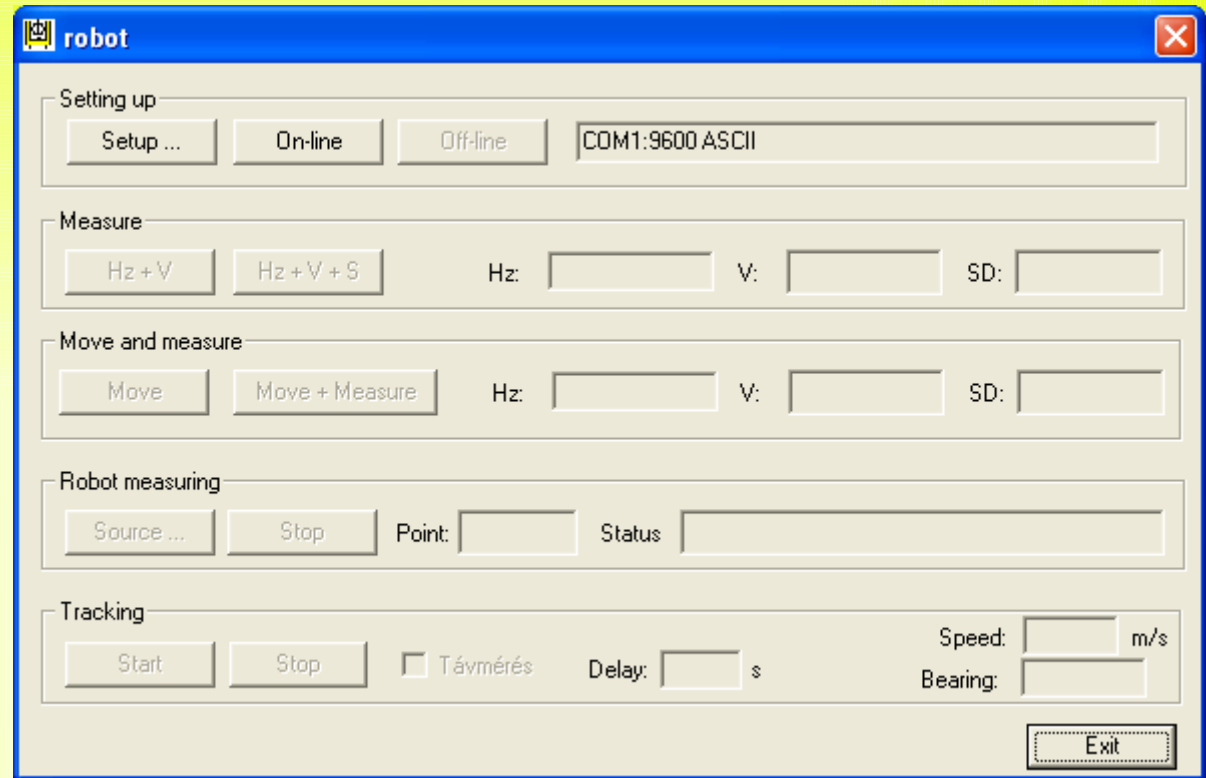 robot
Setting up
Setup ... On-line Off-line COM1:9600 ASCII
Measure
Hz + V Hz + V + S Hz: V: SD:
Move and measure
Move Move + Measure Hz: V: SD:
Robot measuring
Source ... Stop Point: Status
Tracking
Speed: m/s
Start Stop Távmérés Delay: s
Bearing:
Exit